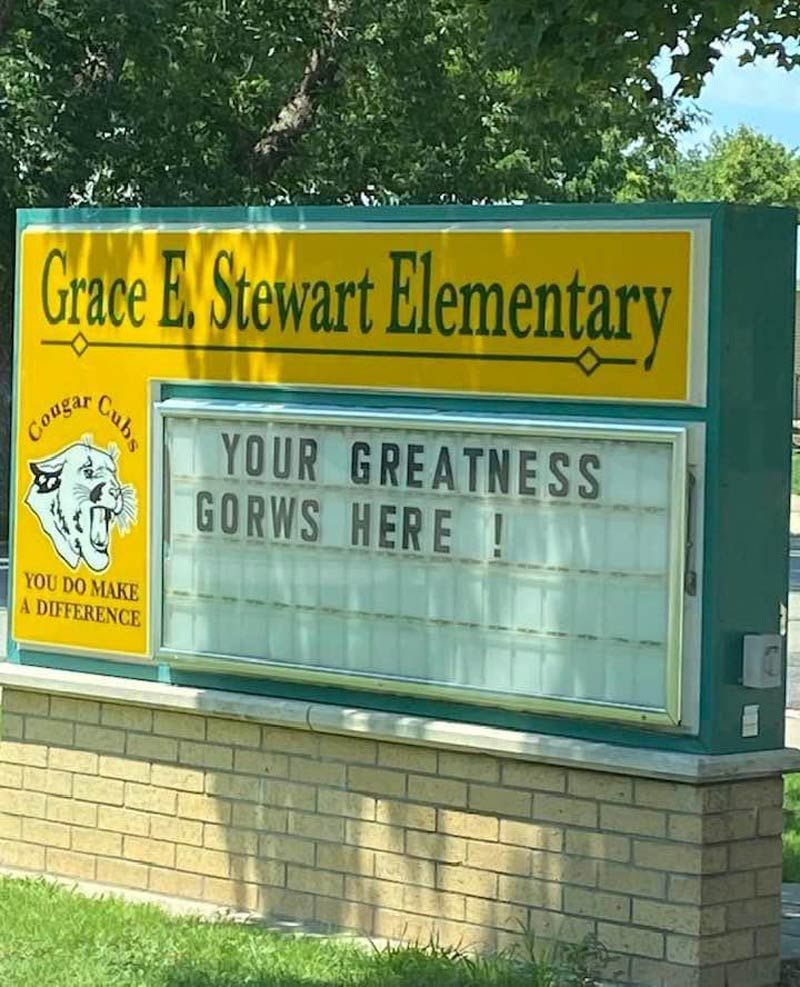 Grace E. Stewart Elementary
Cougar Cubs
YOU DO MAKE
A DIFFERENCE
YOUR GREATNESS
GORWS HERE !